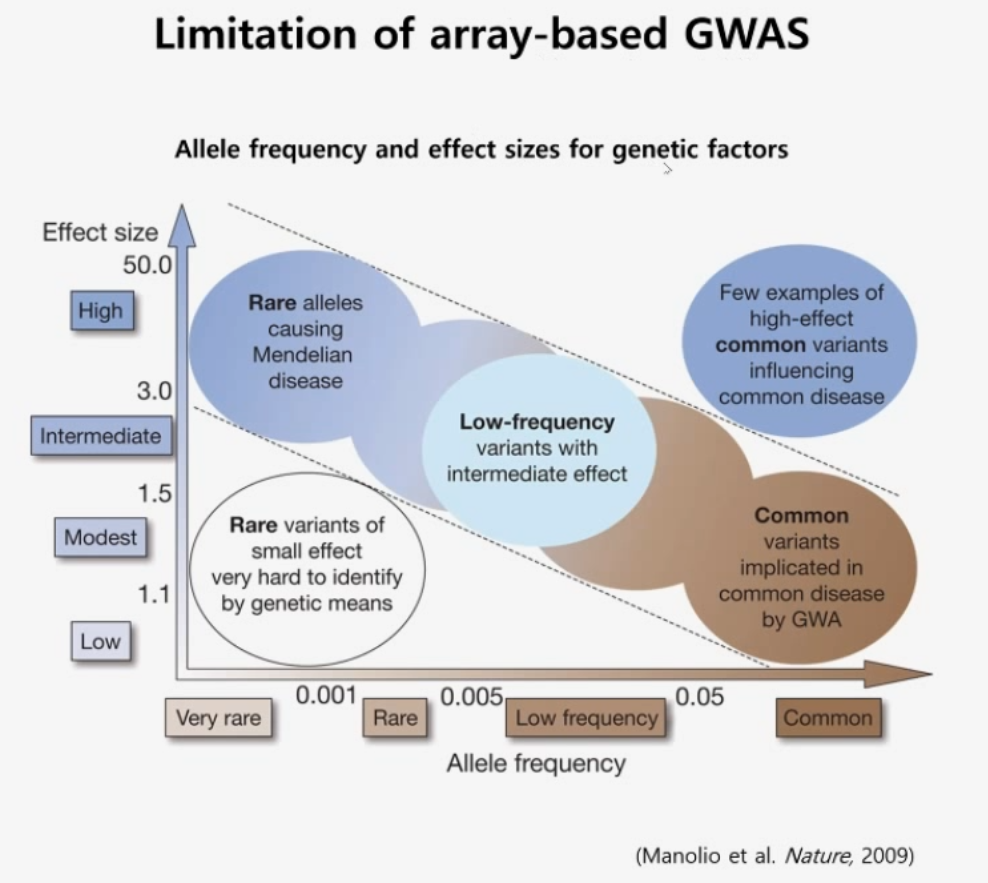 Limitation of array-based GWAS
Allele frequency and effect sizes for genetic factors
Effect size
50.0
High
3.0
Intermediate
1.5
Modest
1.1
Low
Rare alleles
causing
Mendelian
disease
Few examples of
high-effect
common variants
influencing
common disease
Low-frequency
variants with
intermediate effect
Rare variants of
small effect
very hard to identify
by genetic means
Common
variants
implicated in
common disease
by GWA
0.001
0.005
0.05
Very rare
Rare
Low frequency
Common
Allele frequency
(Manolio et al. Nature, 2009)